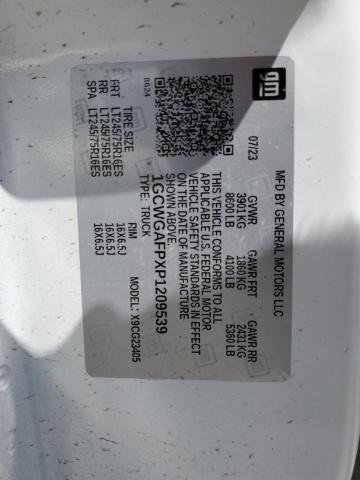 gm
MFD BY GENERAL MOTORS LLC
07/23
GVWR GAWR FRT GAWR RR
3901 KG 1860 KG 2431 KG
8600 LB 4100 LB 5360 LB
THIS VEHICLE CONFORMS TO ALL
APPLICABLE U.S. FEDERAL MOTOR
VEHICLE SAFETY STANDARDS IN EFFECT
ON THE DATE OF MANUFACTURE
SHOWN ABOVE.
1GCWGAFPXP1209539
TYPE: TRUCK MODEL: X9CG23405
8624
TIRE SIZE RIM
FRT LT245/75R16ES 16X6.5J
RR LT245/75R16ES 16X6.5J
SPA LT245/75R16ES 16X6.5J